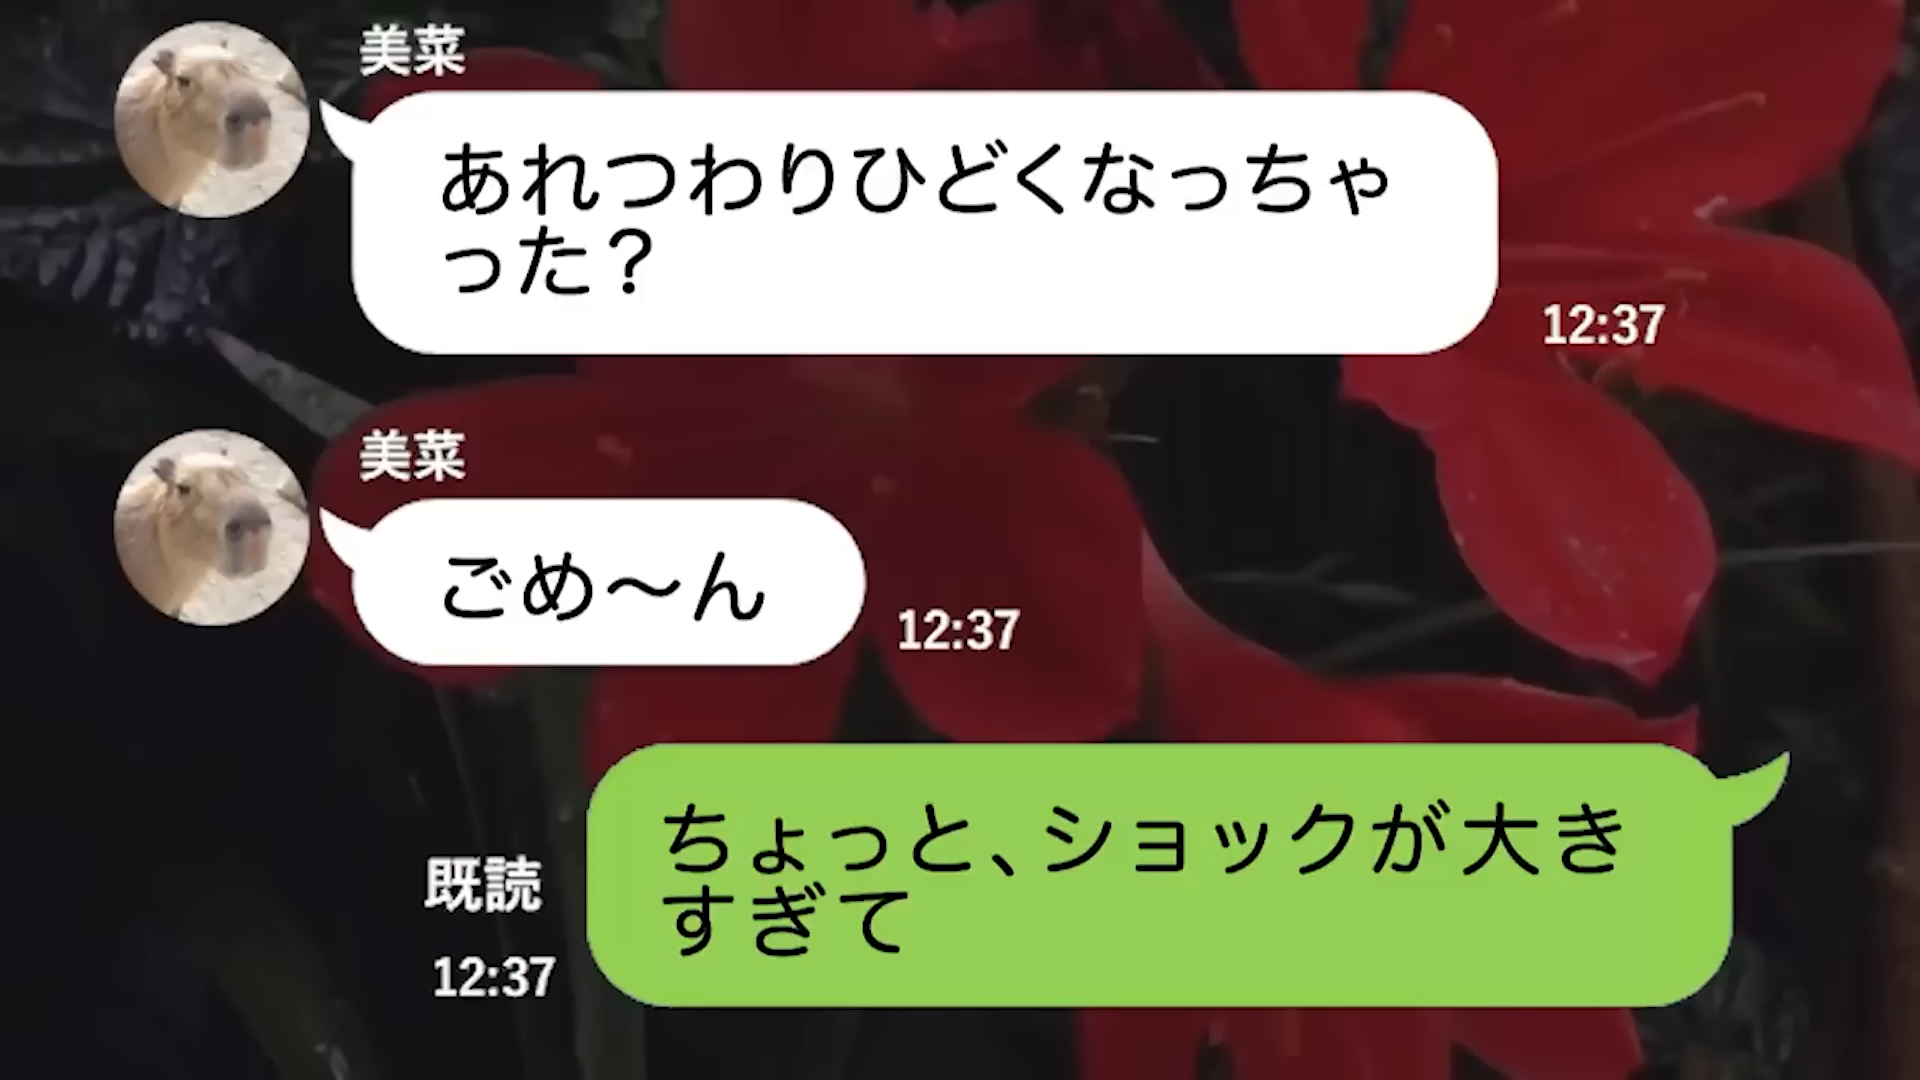 美菜
あれつわりひどくなっちゃ
った?
12:37
美菜
ごめ〜ん
12:37
ちょっと、ショックが大き
すぎて
既読
12:37